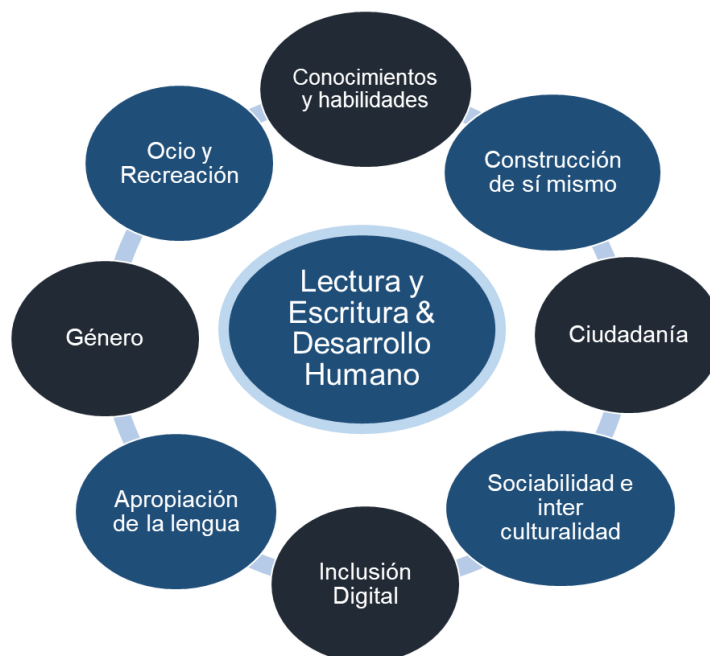 Conocimientos
y habilidades
Ocio y
Recreación
Construcción
de sí mismo
Lectura y
Escritura &
Desarrollo
Humano
Género
Ciudadanía
Apropiación
de la lengua
Sociabilidad e
inter
culturalidad
Inclusión
Digital